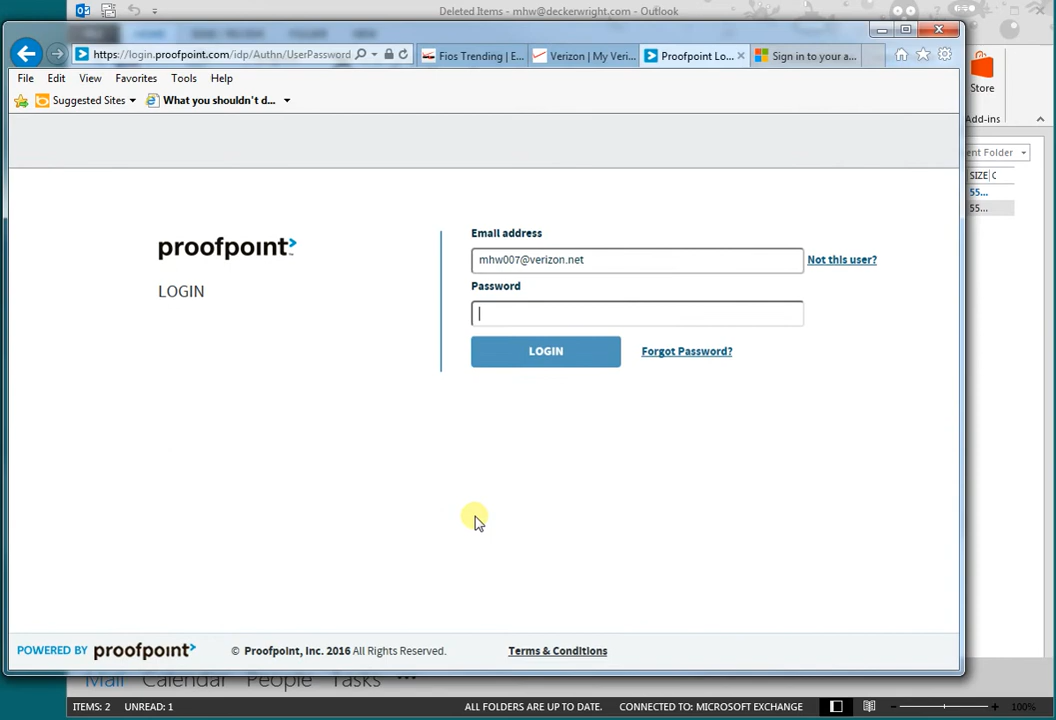 Deleted Items - mhw@deckerwright.com - Outlook
https://login.proofpoint.com/idp/Authn/UserPassword
Fios Trending | E...
Verizon | My Veri...
Proofpoint Lo...
Sign in to your a...
File Edit View Favorites Tools Help
Suggested Sites
What you shouldn't d...
Store
Add-ins
ent Folder
SIZE C
55...
55...
proofpoint
LOGIN
Email address
mhw007@verizon.net
Not this user?
Password
LOGIN
Forgot Password?
POWERED BY proofpoint
© Proofpoint, Inc. 2016 All Rights Reserved.
Terms & Conditions
Mail Calendar People Tasks
ITEMS: 2 UNREAD: 1
ALL FOLDERS ARE UP TO DATE.
CONNECTED TO: MICROSOFT EXCHANGE
100%